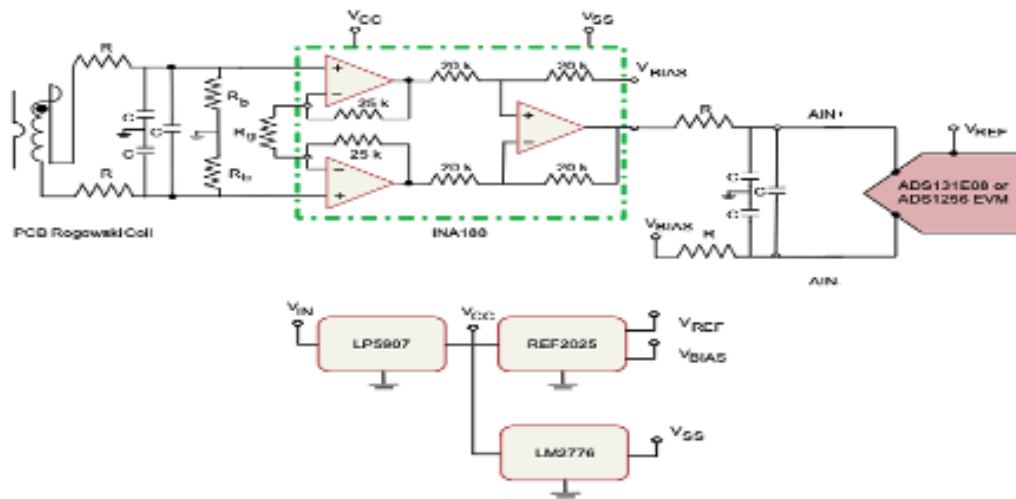 VCC
VSS
R
20 k
20 k
VBIAS
Rb
25 k
C
C
C
Rg
R
AIN+
VREF
25 k
Rb
20 k
20 k
C
C
C
ADS131E08 or
ADS1256 EVM
R
PCB Rogowski Coil
INA188
VBIAS
R
AIN-
VIN
VCC
VREF
LP5907
REF2025
VBIAS
VSS
LM2776